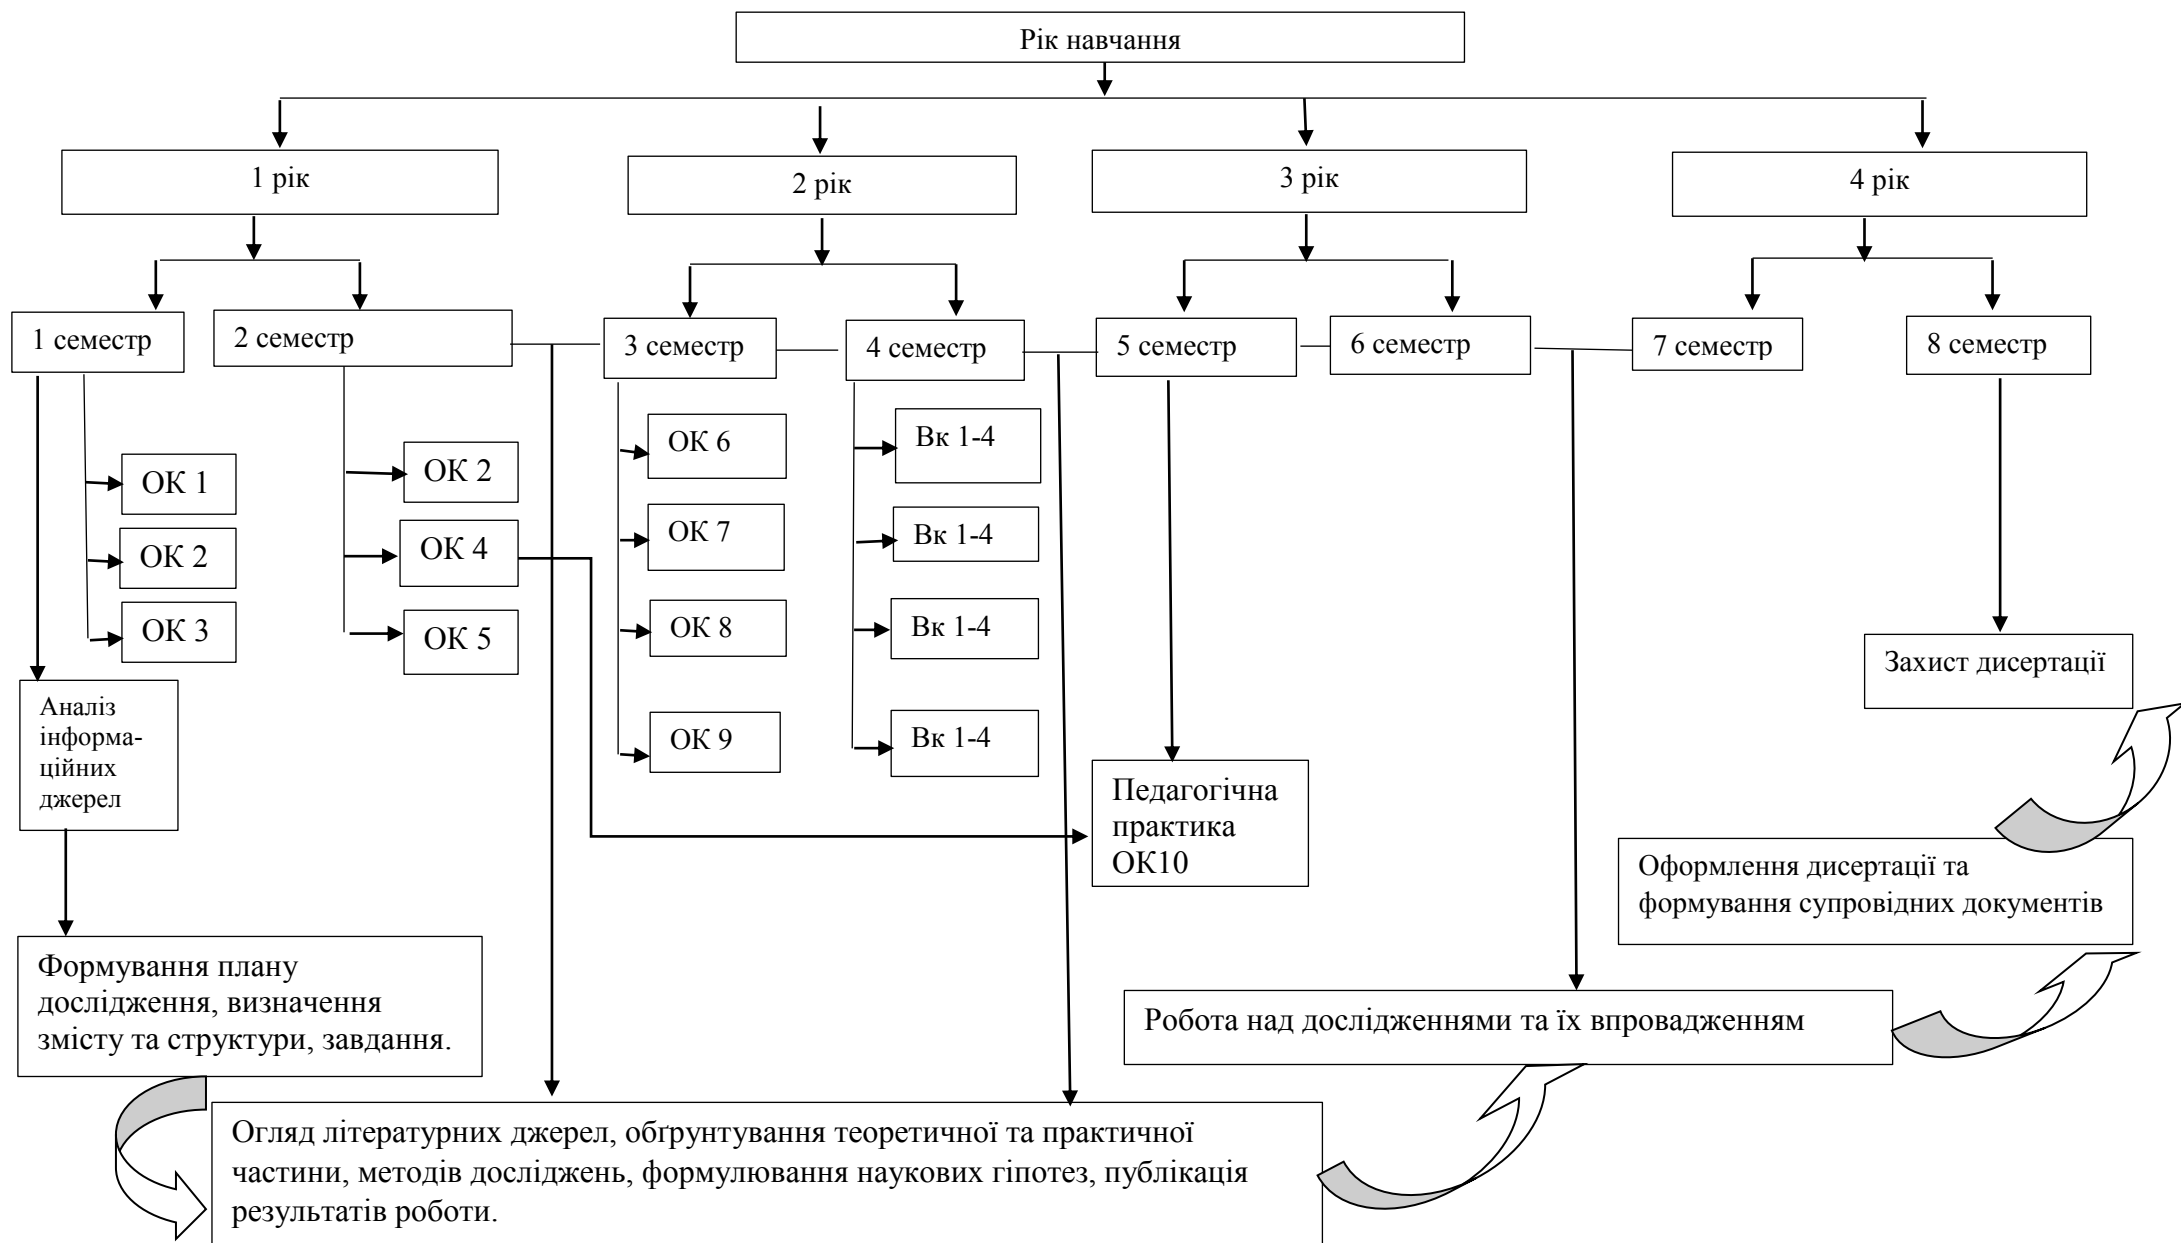 Рік навчання
1 рік
2 рік
3 рік
4 рік
1 семестр
2 семестр
3 семестр
4 семестр
5 семестр
6 семестр
7 семестр
8 семестр
ОК 1
ОК 2
ОК 3
ОК 2
ОК 4
ОК 5
ОК 6
ОК 7
ОК 8
ОК 9
Вк 1-4
Вк 1-4
Вк 1-4
Вк 1-4
Захист дисертації
Аналіз
інформа-
ційних
джерел
Педагогічна
практика
ОК10
Оформлення дисертації та
формування супровідних документів
Формування плану
дослідження, визначення
змісту та структури, завдання.
Робота над дослідженнями та їх впровадженням
Огляд літературних джерел, обґрунтування теоретичної та практичної
частини, методів досліджень, формулювання наукових гіпотез, публікація
результатів роботи.